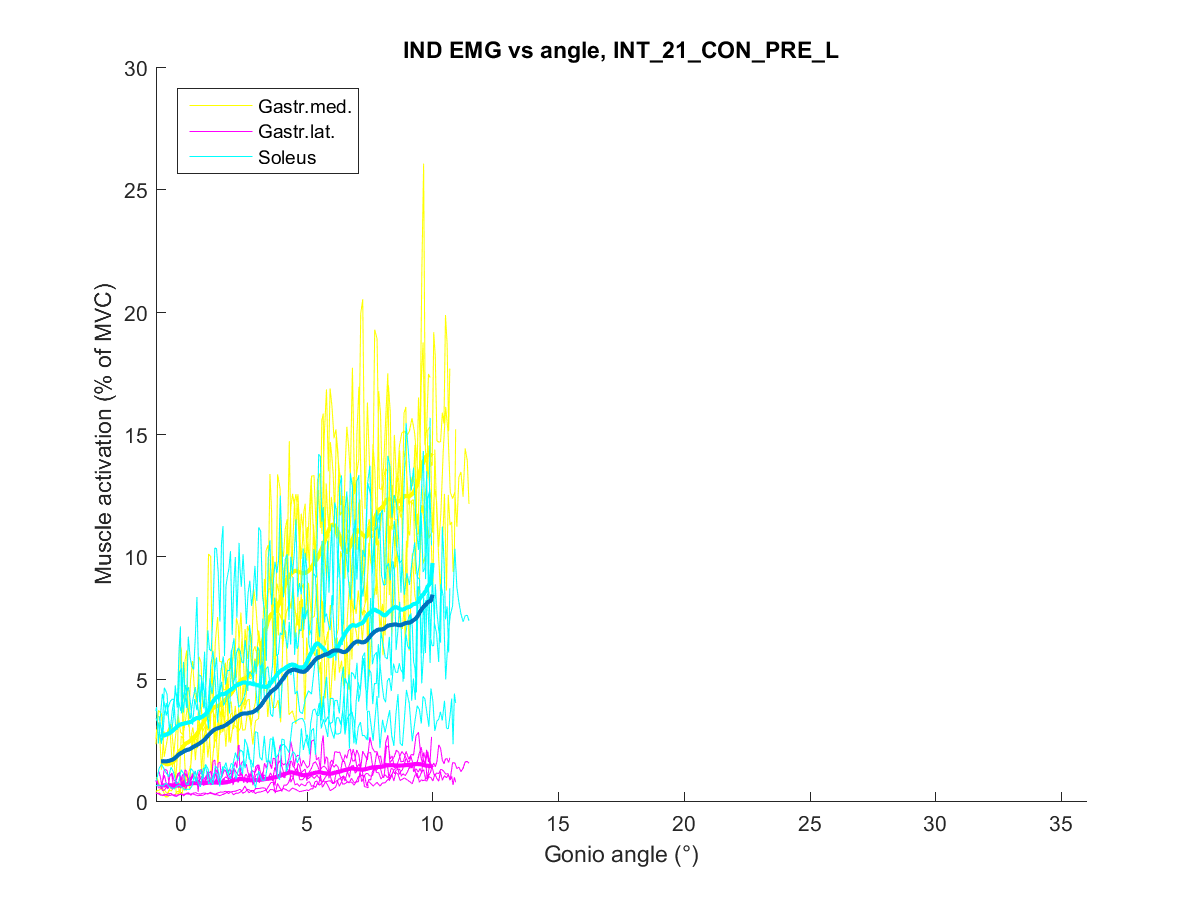 IND EMG vs angle, INT_21_CON_PRE_L
30
25
20
15
10
5
0
Gastr.med.
Gastr.lat.
Soleus
Muscle activation (% of MVC)
0 5 10 15 20 25 30 35
Gonio angle (°)